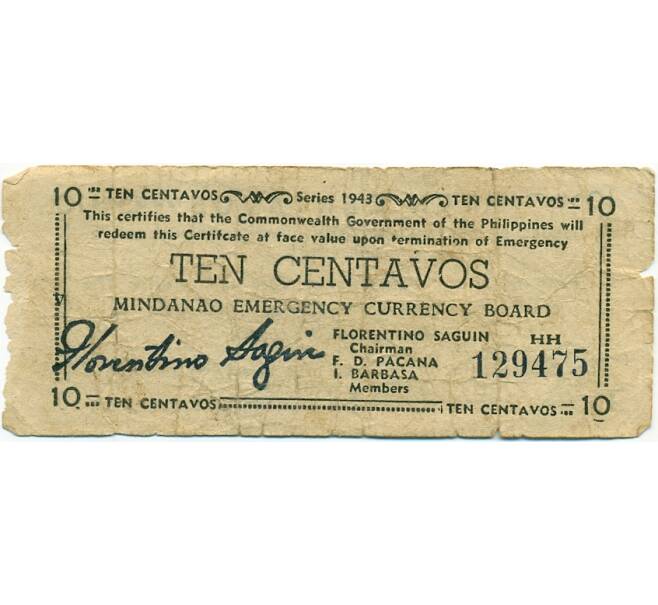 10 TEN CENTAVOS Series 1943 TEN CENTAVOS 10
This certifies that the Commonwealth Government of the Philippines will
redeem this Certifcate at face value upon termination of Emergency
TEN CENTAVOS
MINDANAO EMERGENCY CURRENCY BOARD
Florentino Saguin
FLORENTINO SAGUIN
Chairman
F. D. PACANA
I. BARBASA
Members
HH
129475
10 TEN CENTAVOS TEN CENTAVOS 10